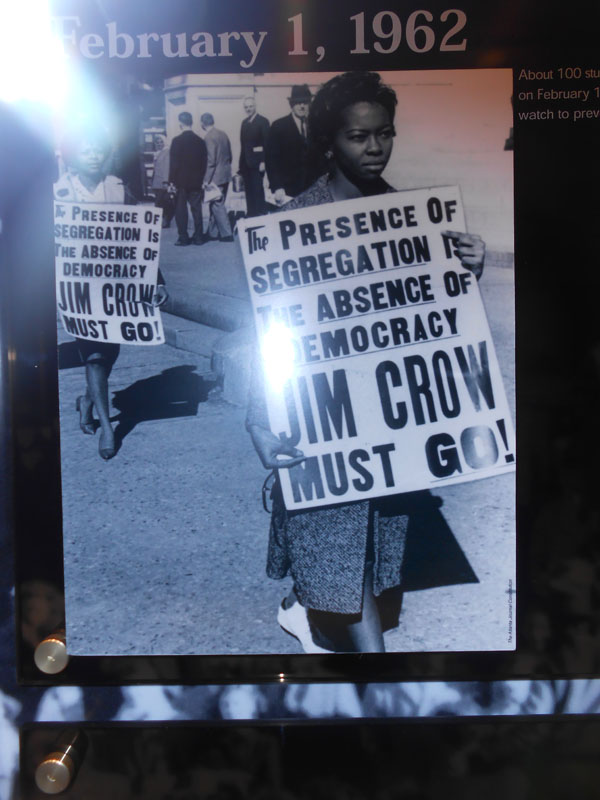 February 1, 1962
About 100 stu
on February 1
watch to prev
The PRESENCE OF
SEGREGATION IS
THE ABSENCE OF
DEMOCRACY
JIM CROW
MUST GO!
The PRESENCE OF
SEGREGATION IS
THE ABSENCE OF
DEMOCRACY
JIM CROW
MUST GO!